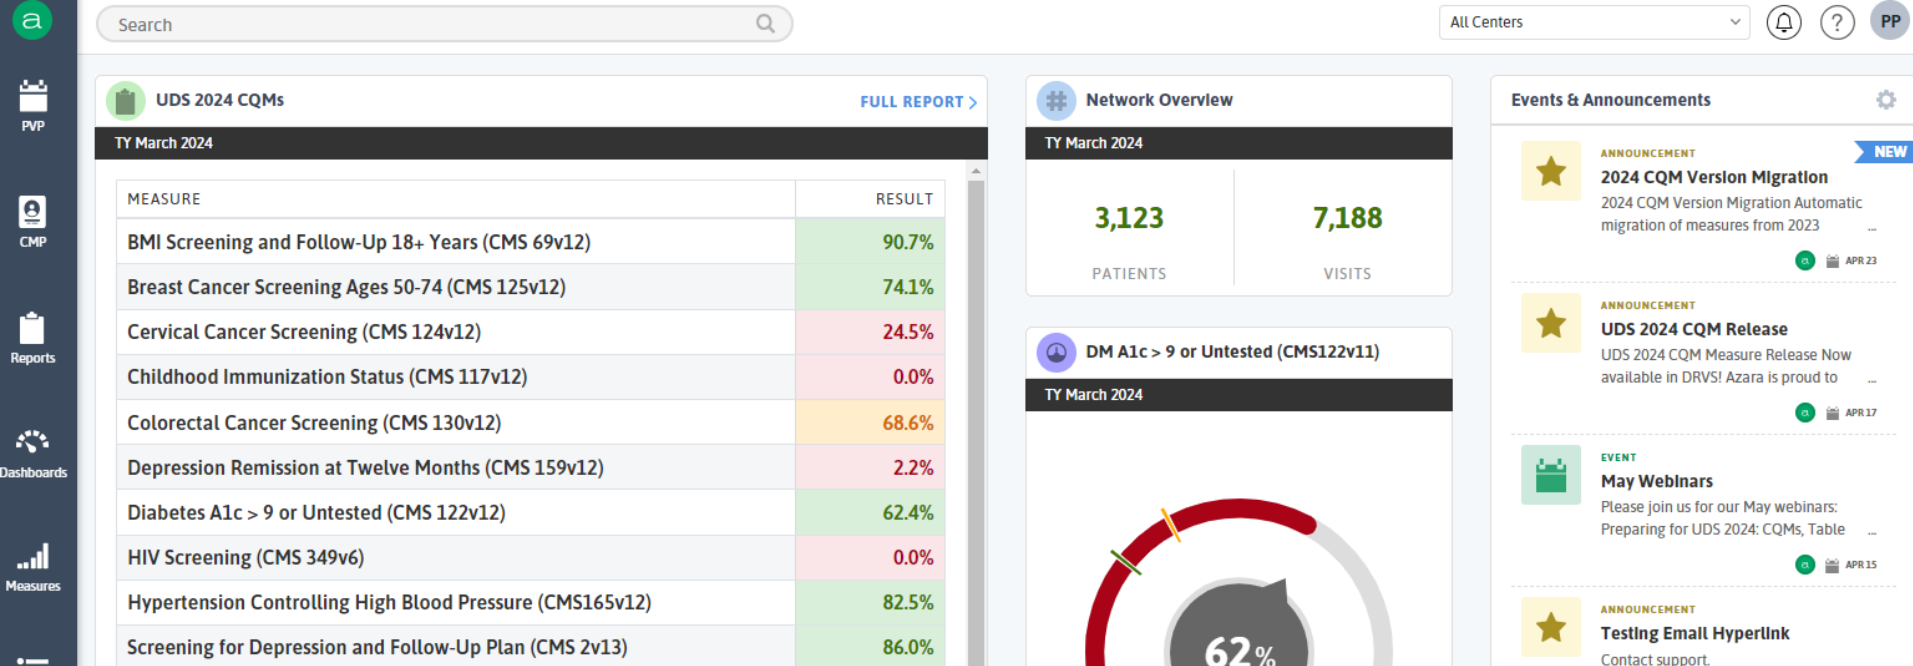 a
Search
All Centers
?
PP
PVP
CMP
Reports
Dashboards
Measures
UDS 2024 CQMs
FULL REPORT >
TY March 2024
MEASURE RESULT
BMI Screening and Follow-Up 18+ Years (CMS 69v12) 90.7%
Breast Cancer Screening Ages 50-74 (CMS 125v12) 74.1%
Cervical Cancer Screening (CMS 124v12) 24.5%
Childhood Immunization Status (CMS 117v12) 0.0%
Colorectal Cancer Screening (CMS 130v12) 68.6%
Depression Remission at Twelve Months (CMS 159v12) 2.2%
Diabetes A1c > 9 or Untested (CMS 122v12) 62.4%
HIV Screening (CMS 349v6) 0.0%
Hypertension Controlling High Blood Pressure (CMS165v12) 82.5%
Screening for Depression and Follow-Up Plan (CMS 2v13) 86.0%
# Network Overview
TY March 2024
3,123 7,188
PATIENTS VISITS
DM A1c > 9 or Untested (CMS122v11)
TY March 2024
62%
Events & Announcements
ANNOUNCEMENT
NEW
2024 CQM Version Migration
2024 CQM Version Migration Automatic
migration of measures from 2023 ...
a APR 23
ANNOUNCEMENT
UDS 2024 CQM Release
UDS 2024 CQM Measure Release Now
available in DRVS! Azara is proud to ...
a APR 17
EVENT
May Webinars
Please join us for our May webinars:
Preparing for UDS 2024: CQMs, Table ...
a APR 15
ANNOUNCEMENT
Testing Email Hyperlink
Contact support.